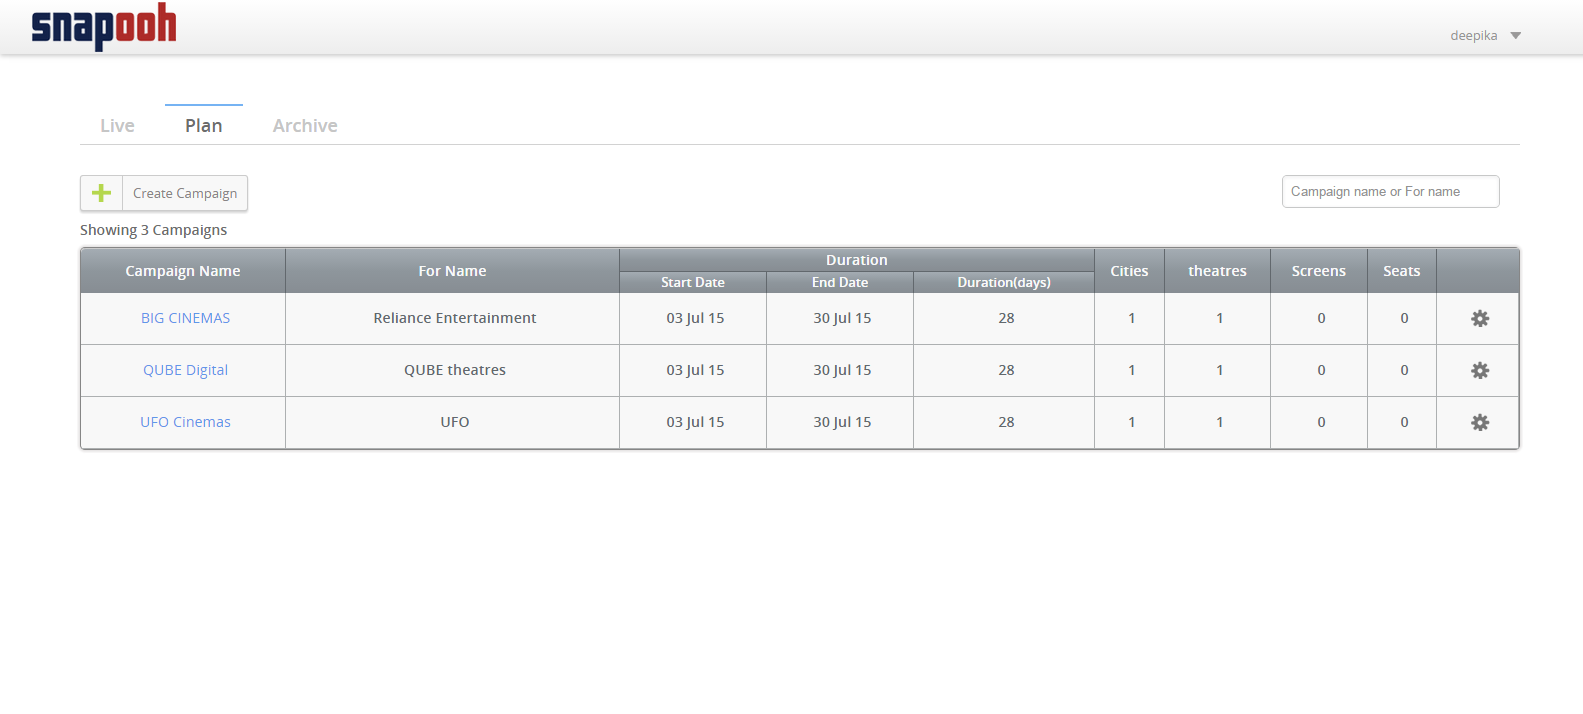 snapooh
deepika
Live Plan Archive
Create Campaign
Campaign name or For name
Showing 3 Campaigns
Campaign Name For Name Duration Cities theatres Screens Seats
Start Date End Date Duration(days)
BIG CINEMAS Reliance Entertainment 03 Jul 15 30 Jul 15 28 1 1 0 0
QUBE Digital QUBE theatres 03 Jul 15 30 Jul 15 28 1 1 0 0
UFO Cinemas UFO 03 Jul 15 30 Jul 15 28 1 1 0 0